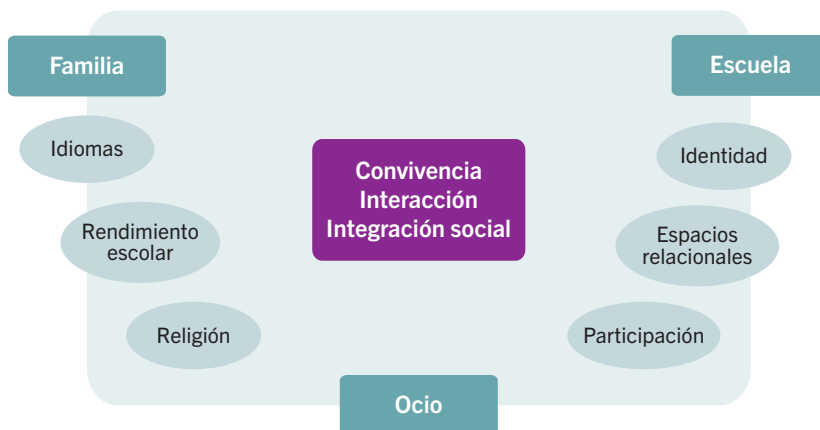 Familia
Escuela
Idiomas
Identidad
Convivencia
Interacción
Integración social
Rendimiento
escolar
Espacios
relacionales
Religión
Participación
Ocio